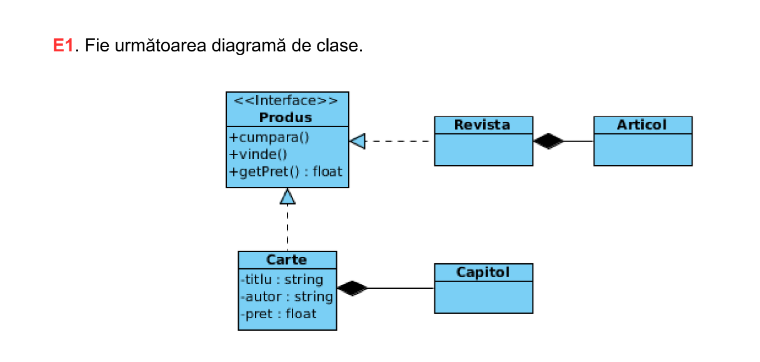 E1. Fie următoarea diagramă de clase.
<<Interface>>
Produs
+cumpara()
+vinde()
+getPret() : float
Revista
Articol
Carte
-titlu : string
-autor : string
-pret : float
Capitol